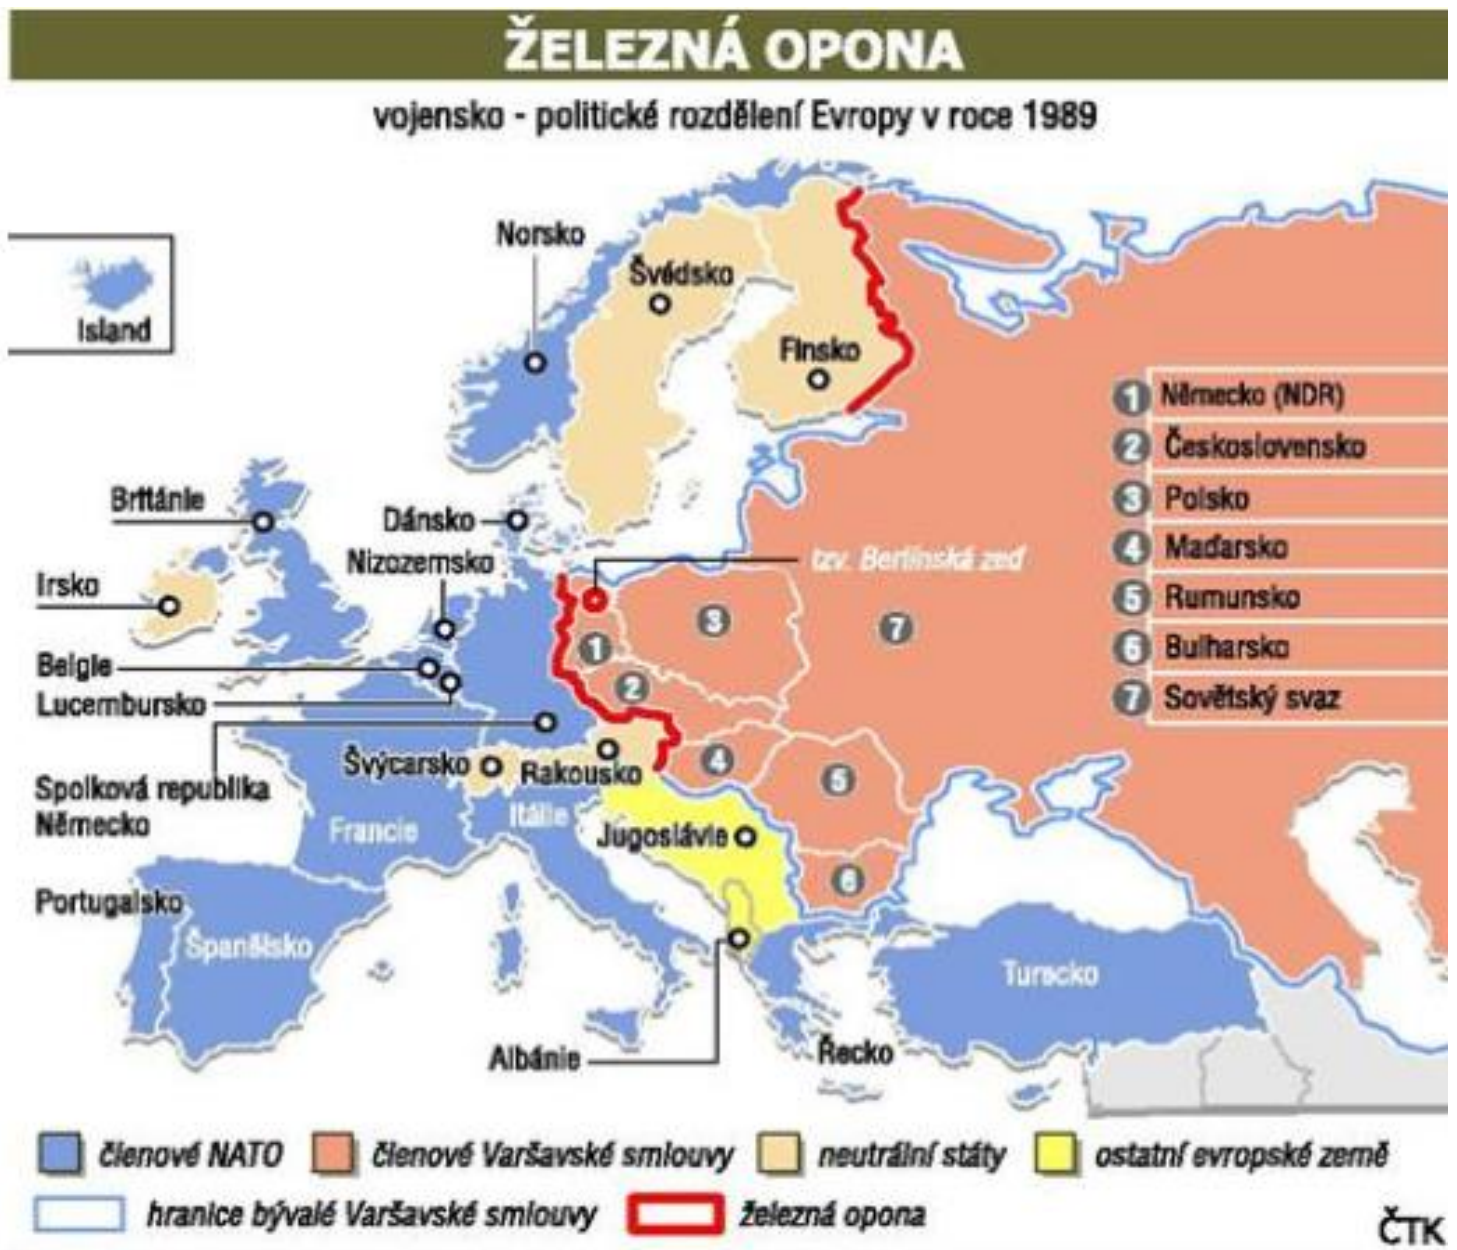 ŽELEZNÁ OPONA
vojensko - politické rozdělení Evropy v roce 1989
Norsko
Švédsko
Island
Finsko
1 Německo (NDR)
2 Československo
3 Polsko
4 Maďarsko
5 Rumunsko
6 Bulharsko
7 Sovětský svaz
Británie
Dánsko
Nizozemsko
tzv. Berlínská zeď
Irsko
3
7
1
Belgie
2
Lucembursko
Švýcarsko
Rakousko
4
5
Spolková republika
Německo
Itálie
Francie
Jugoslávie
6
Portugalsko
Španělsko
Turecko
Albánie
Řecko
členové NATO
členové Varšavské smlouvy
neutrální státy
ostatní evropské země
hranice bývalé Varšavské smlouvy
železná opona
ČTK